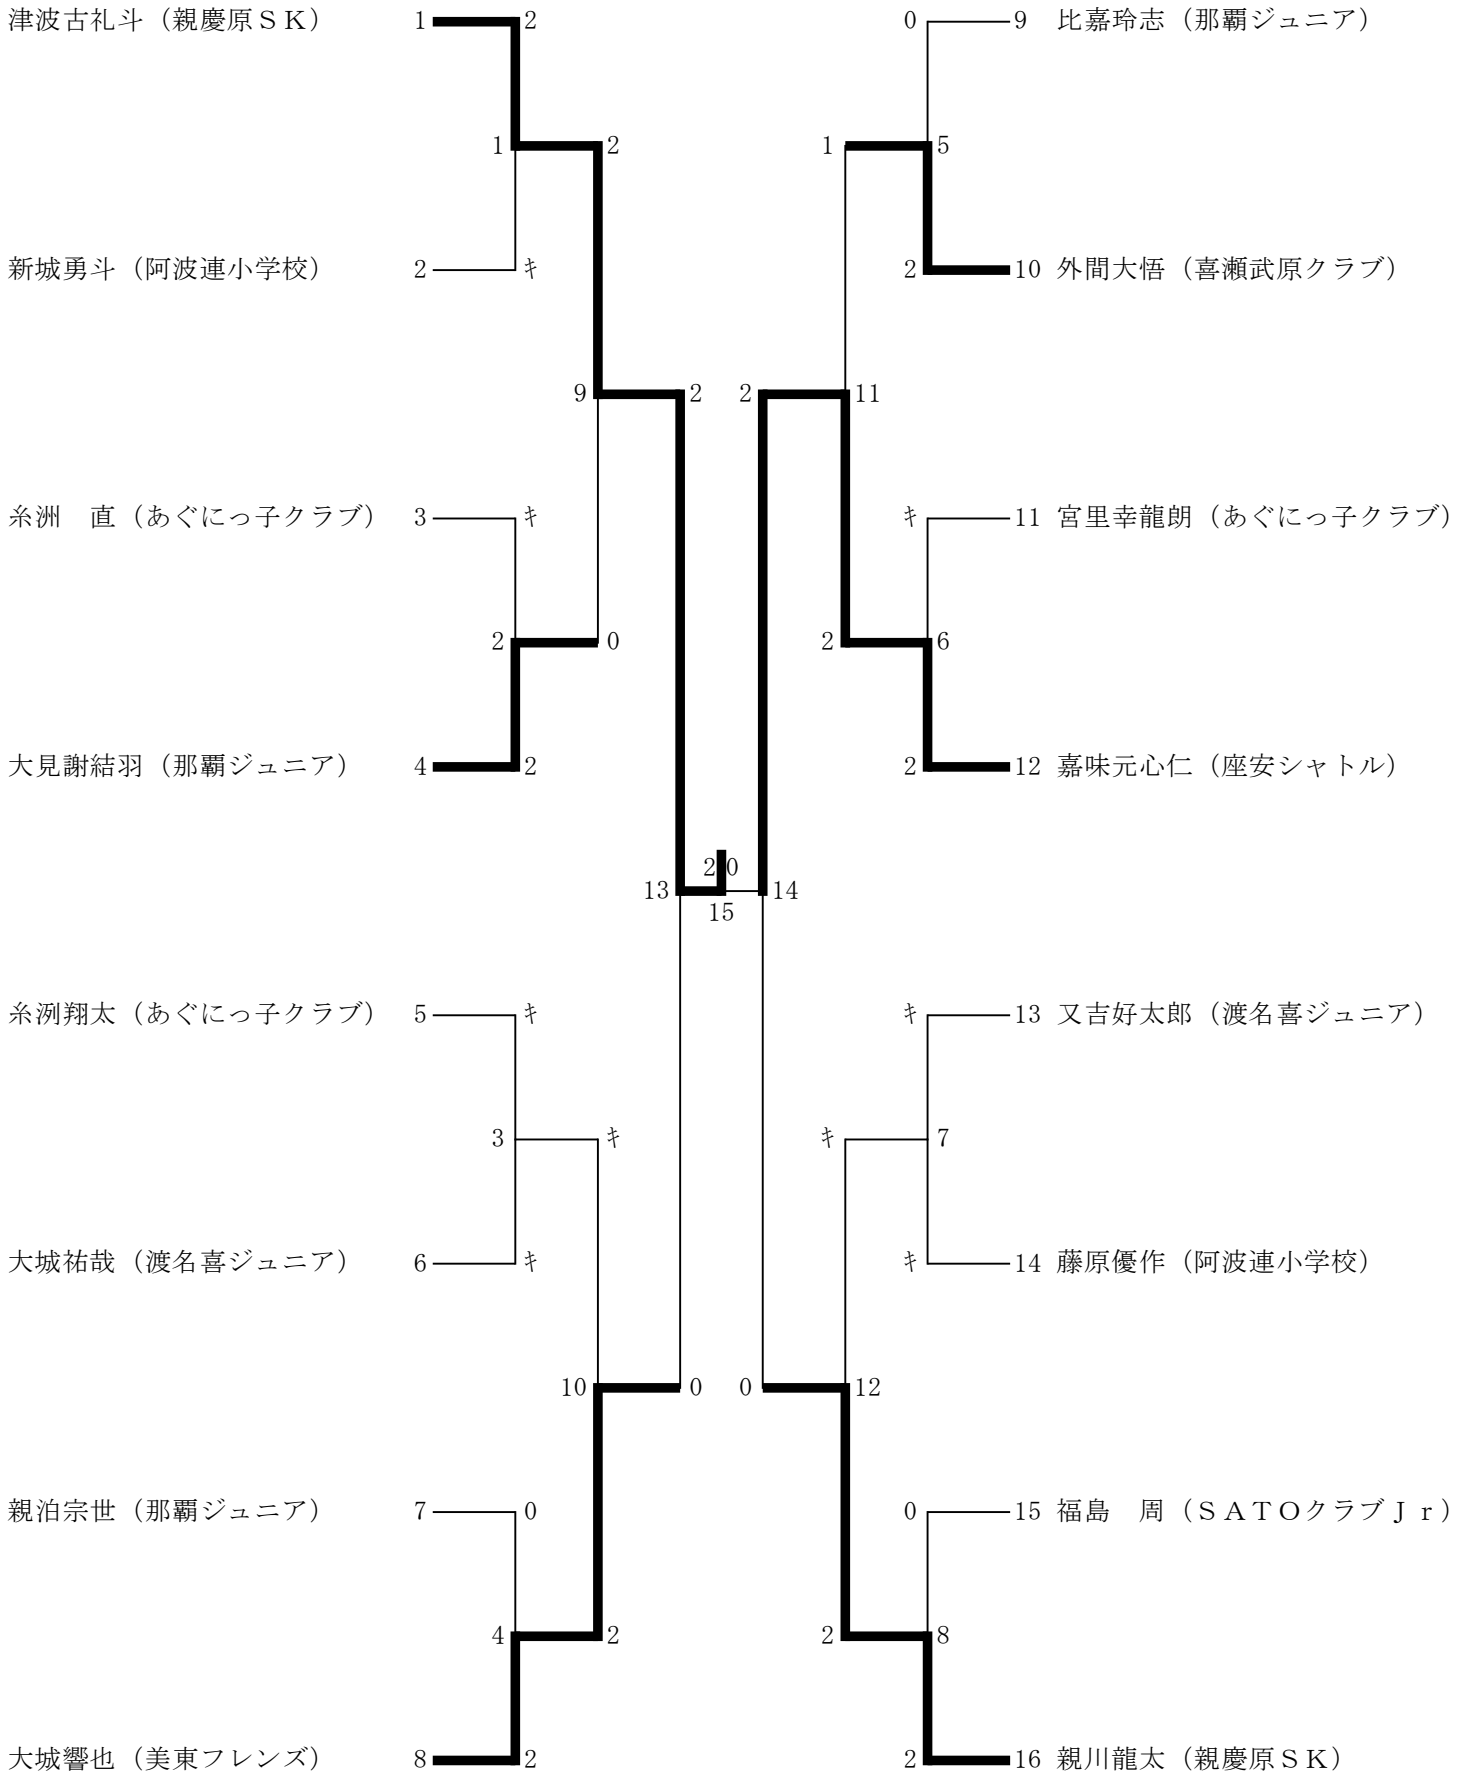 津波古礼斗（親慶原ＳＫ） 1 2 0 9 比嘉玲志（那覇ジュニア）
1 2 1 5
新城勇斗（阿波連小学校） 2 キ 2 10 外間大悟（喜瀬武原クラブ）
9 2 2 11
糸洲　直（あぐにっ子クラブ） 3 キ キ 11 宮里幸龍朗（あぐにっ子クラブ）
2 0 2 6
大見謝結羽（那覇ジュニア） 4 2 2 12 嘉味元心仁（座安シャトル）
2 0
13 14
15
糸洌翔太（あぐにっ子クラブ） 5 キ キ 13 又吉好太郎（渡名喜ジュニア）
3 キ キ 7
大城祐哉（渡名喜ジュニア） 6 キ キ 14 藤原優作（阿波連小学校）
10 0 0 12
親泊宗世（那覇ジュニア） 7 0 0 15 福島　周（ＳＡＴＯクラブＪｒ）
4 2 2 8
大城響也（美東フレンズ） 8 2 2 16 親川龍太（親慶原ＳＫ）